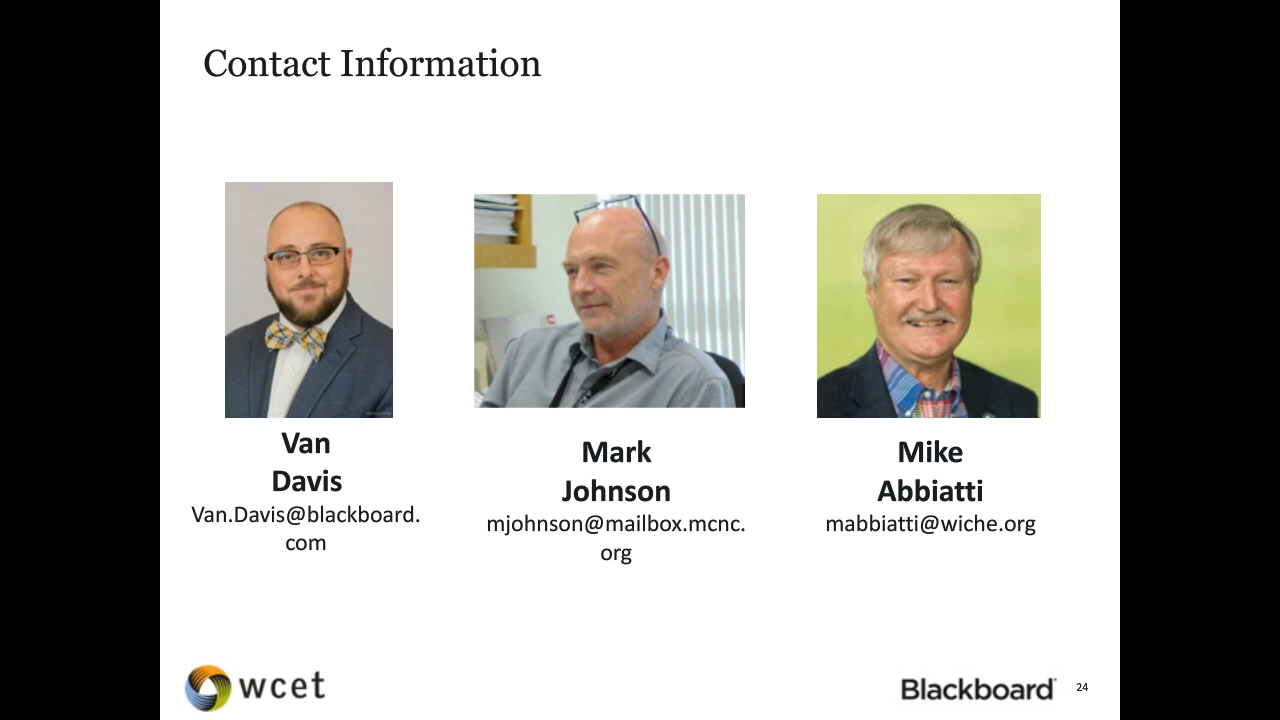 Contact Information
Van
Davis
Van.Davis@blackboard.
com
Mark
Johnson
mjohnson@mailbox.mcnc.
org
Mike
Abbiatti
mabbiatti@wiche.org
wcet
Blackboard
24